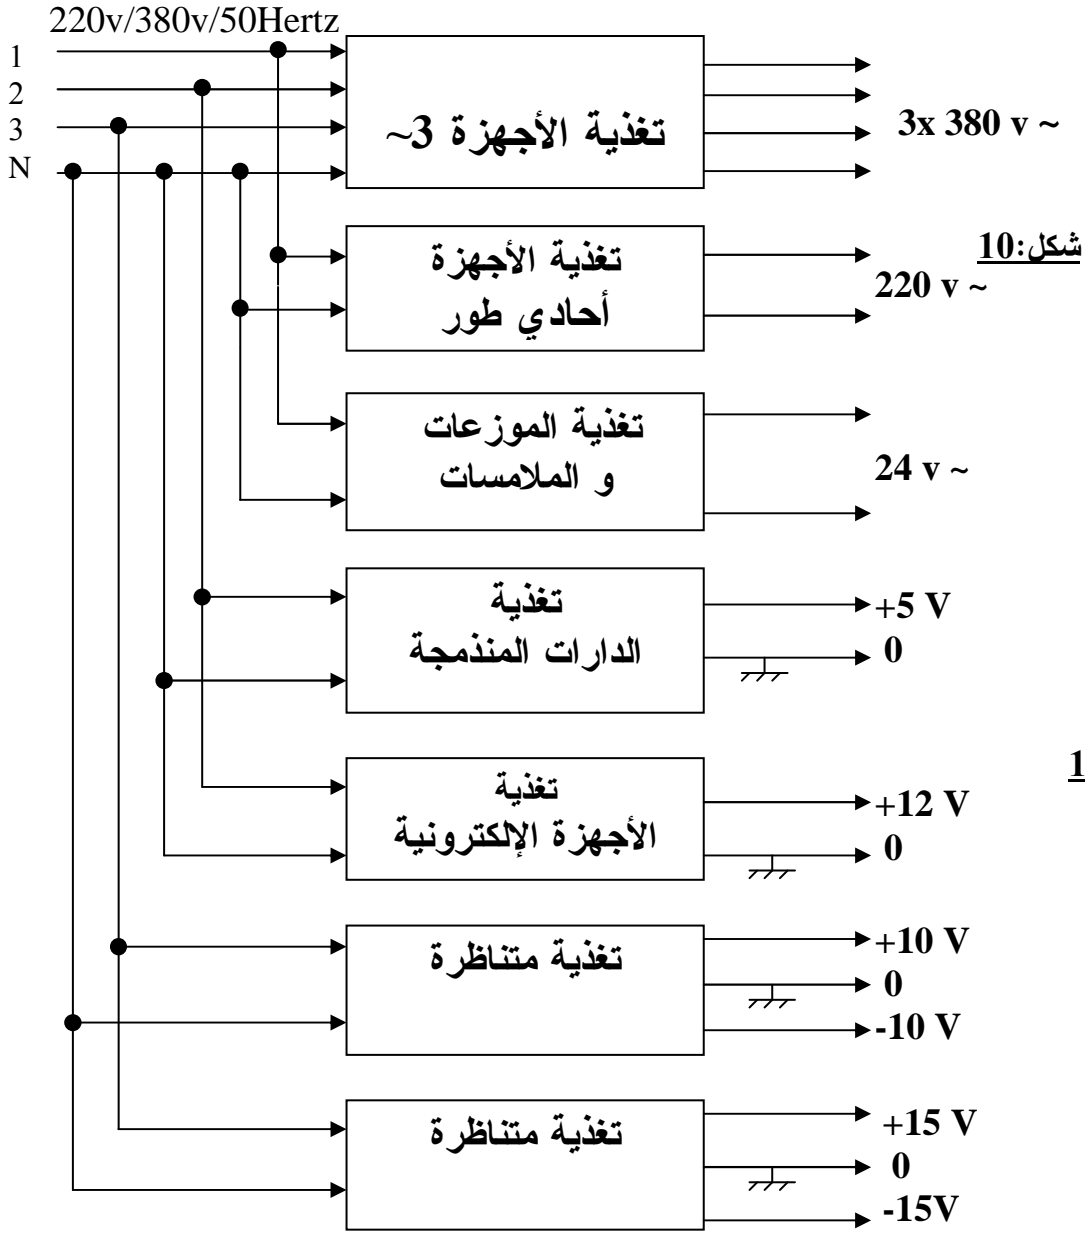 220v/380v/50Hertz
1
2
3
N
تغذية الأجهزة 3~
3x 380 v ~
شكل:10
تغذية الأجهزة
أحادي طور
220 v ~
تغذية الموزعات
و الملامسات
24 v ~
تغذية
الدارات المنذمجة
+5 V
0
1
تغذية
الأجهزة الإلكترونية
+12 V
0
تغذية متناظرة
+10 V
0
-10 V
تغذية متناظرة
+15 V
0
-15V